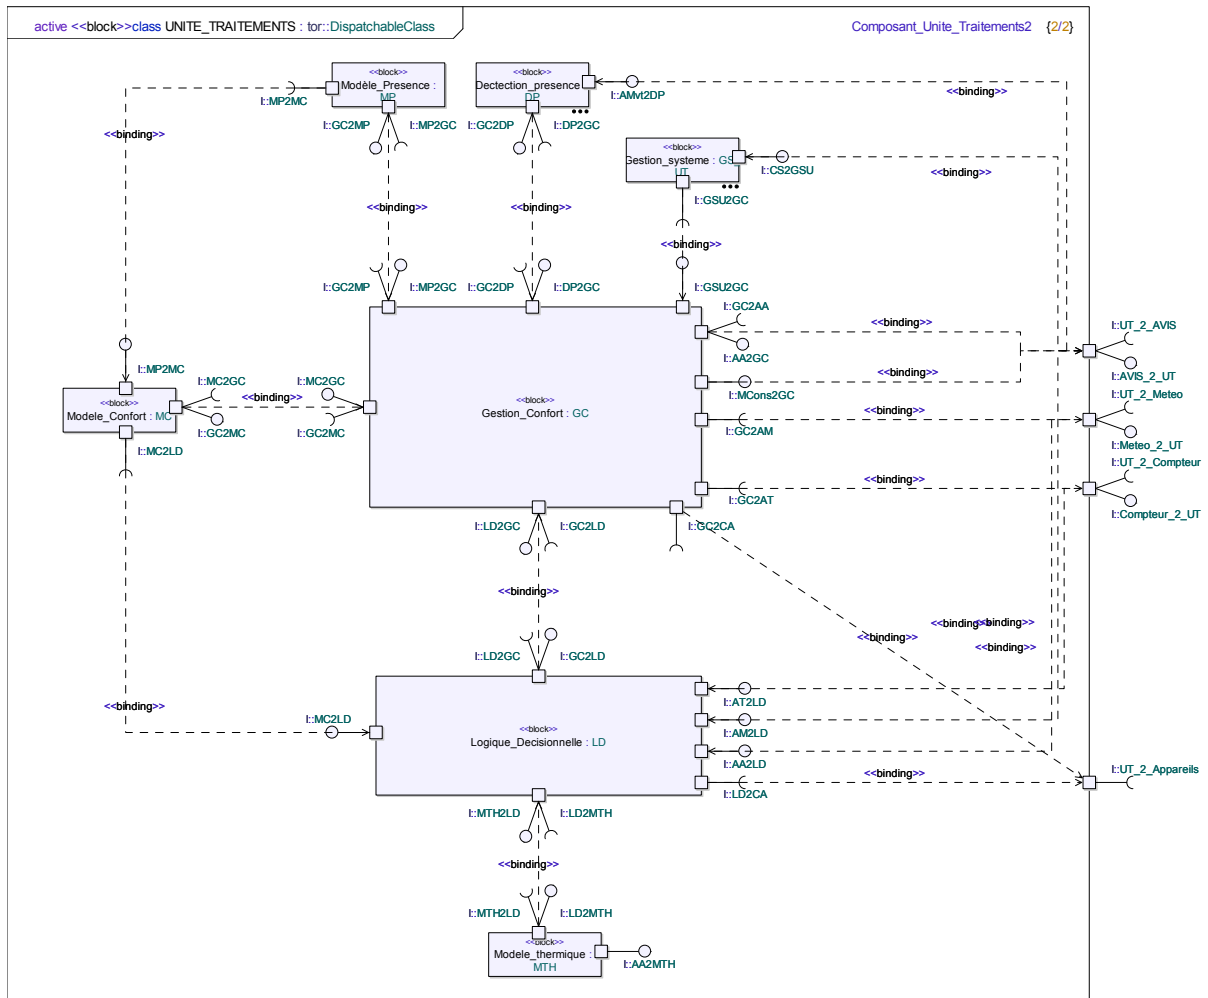 active <<block>>class UNITE_TRAITEMENTS : tor::DispatchableClass
Composant_Unite_Traitements2 {2/2}
<<block>>
Modèle_Presence :
MP
<<block>>
Dectection_presence
DP
I::MP2MC
I::AMvt2DP
<<binding>>
I::GC2MP
I::MP2GC
I::GC2DP
I::DP2GC
<<binding>>
<<block>>
Gestion_systeme : GS
UT
I::CS2GSU
<<binding>>
I::GSU2GC
<<binding>>
<<binding>>
<<binding>>
I::GC2MP
I::MP2GC
I::GC2DP
I::DP2GC
I::GSU2GC
I::GC2AA
<<binding>>
I::UT_2_AVIS
I::AA2GC
I::MP2MC
I::MC2GC
I::MC2GC
<<binding>>
I::AVIS_2_UT
I::MCons2GC
I::UT_2_Meteo
<<block>>
Modele_Confort : MC
<<binding>>
<<block>>
Gestion_Confort : GC
<<binding>>
I::GC2MC
I::GC2MC
I::GC2AM
I::Meteo_2_UT
I::MC2LD
I::UT_2_Compteur
<<binding>>
I::GC2AT
I::Compteur_2_UT
I::LD2GC
I::GC2LD
I::GC2CA
<<binding>>
<<binding>>
<<binding>>
<<binding>>
<<binding>>
I::LD2GC
I::GC2LD
<<binding>>
I::MC2LD
I::AT2LD
<<block>>
Logique_Decisionnelle : LD
I::AM2LD
I::AA2LD
<<binding>>
I::UT_2_Appareils
I::LD2CA
I::MTH2LD
I::LD2MTH
<<binding>>
I::MTH2LD
I::LD2MTH
<<block>>
Modele_thermique :
MTH
I::AA2MTH